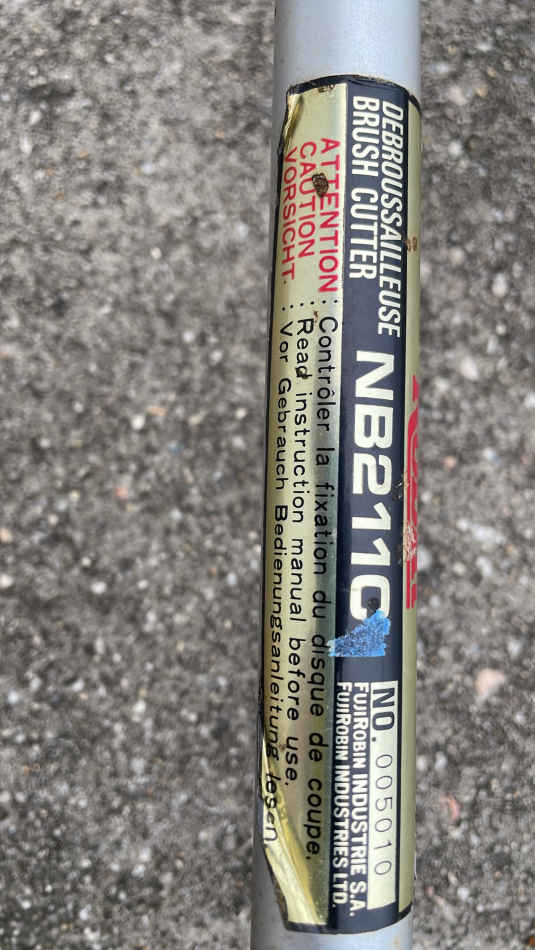 DEBROUSSAILLEUSE
BRUSH CUTTER
NB211C
NO. 005010
FUJIROBIN INDUSTRIE S.A.
FUJIROBIN INDUSTRIES LTD.
ATTENTION : Contrôler la fixation du disque de coupe.
CAUTION : Read instruction manual before use.
VORSICHT : Vor Gebrauch Bedienungsanleitung lesen